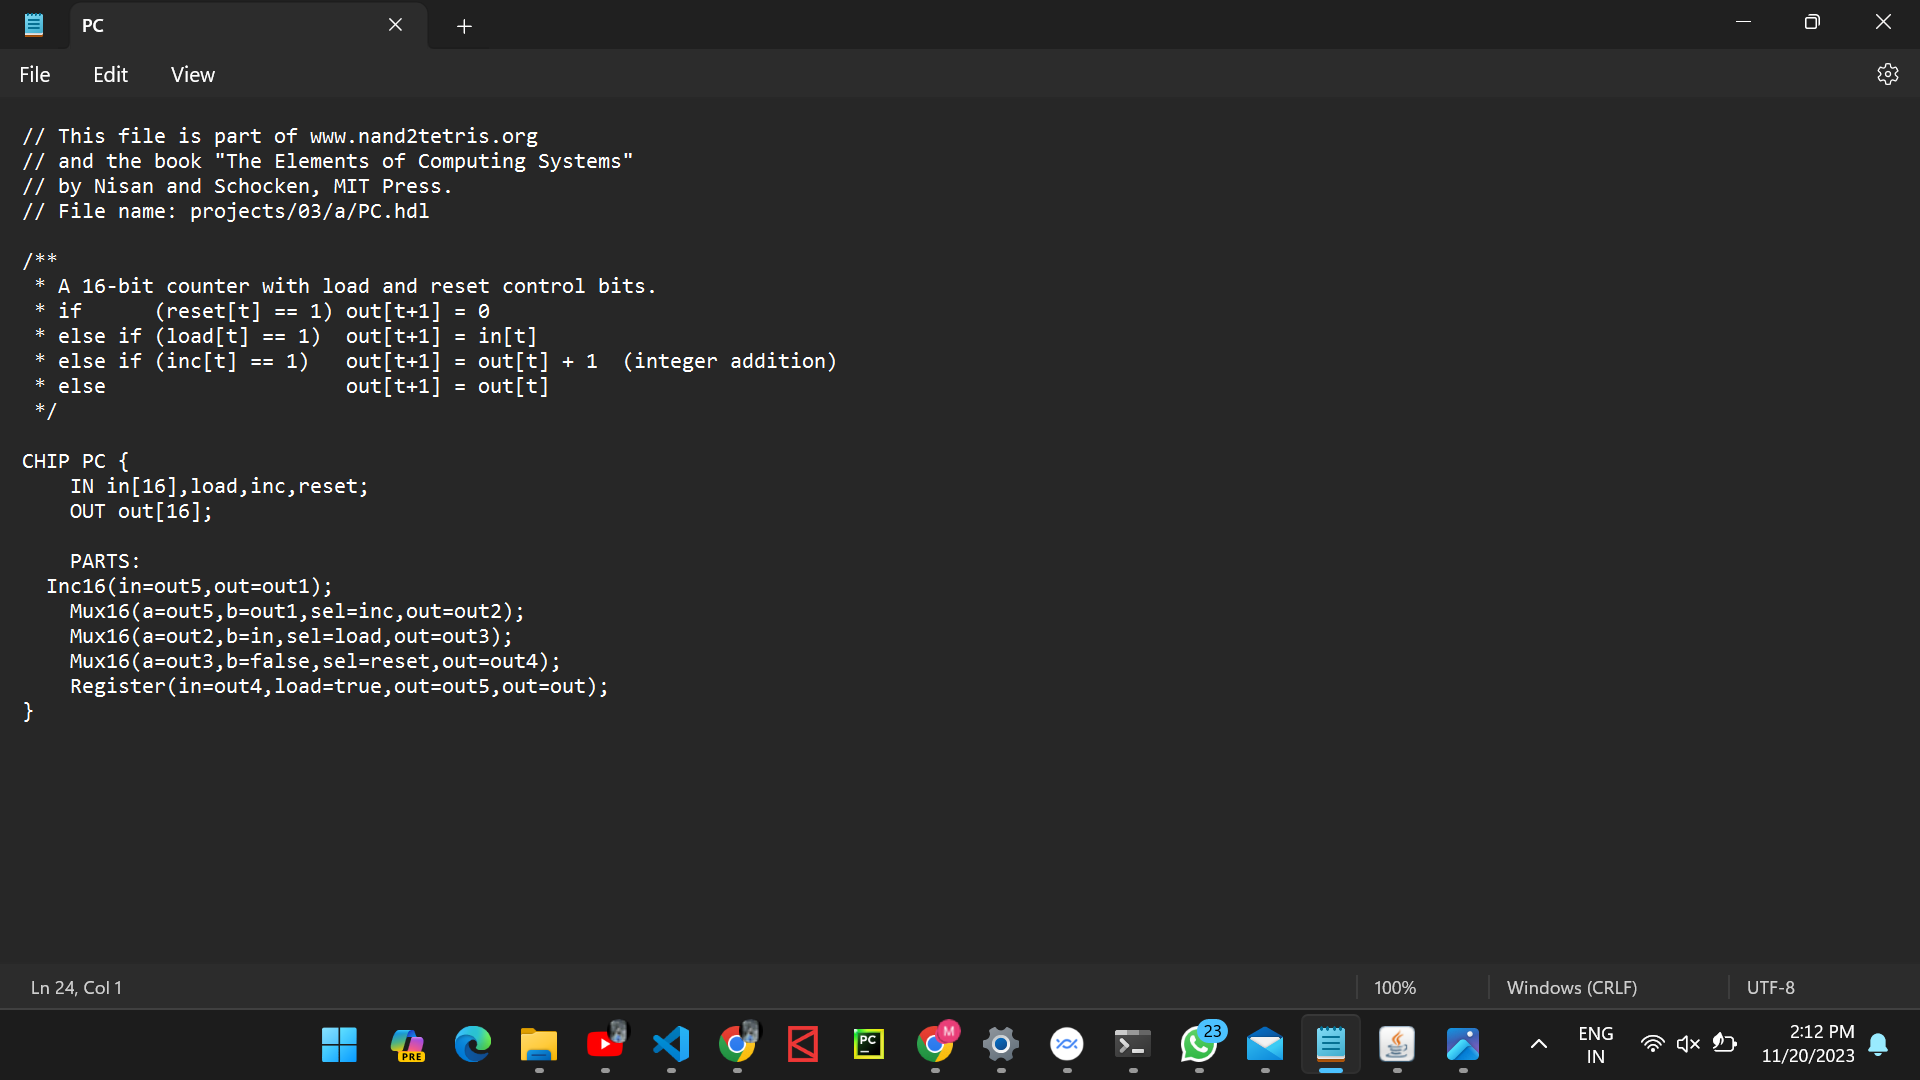 PC
File Edit View
// This file is part of www.nand2tetris.org
// and the book "The Elements of Computing Systems"
// by Nisan and Schocken, MIT Press.
// File name: projects/03/a/PC.hdl
/**
 * A 16-bit counter with load and reset control bits.
 * if      (reset[t] == 1) out[t+1] = 0
 * else if (load[t] == 1)  out[t+1] = in[t]
 * else if (inc[t] == 1)   out[t+1] = out[t] + 1  (integer addition)
 * else                    out[t+1] = out[t]
 */
CHIP PC {
    IN in[16],load,inc,reset;
    OUT out[16];
    PARTS:
  Inc16(in=out5,out=out1);
    Mux16(a=out5,b=out1,sel=inc,out=out2);
    Mux16(a=out2,b=in,sel=load,out=out3);
    Mux16(a=out3,b=false,sel=reset,out=out4);
    Register(in=out4,load=true,out=out5,out=out);
}
Ln 24, Col 1 100% Windows (CRLF) UTF-8
PRE
PC
M
23
ENG
IN
2:12 PM
11/20/2023